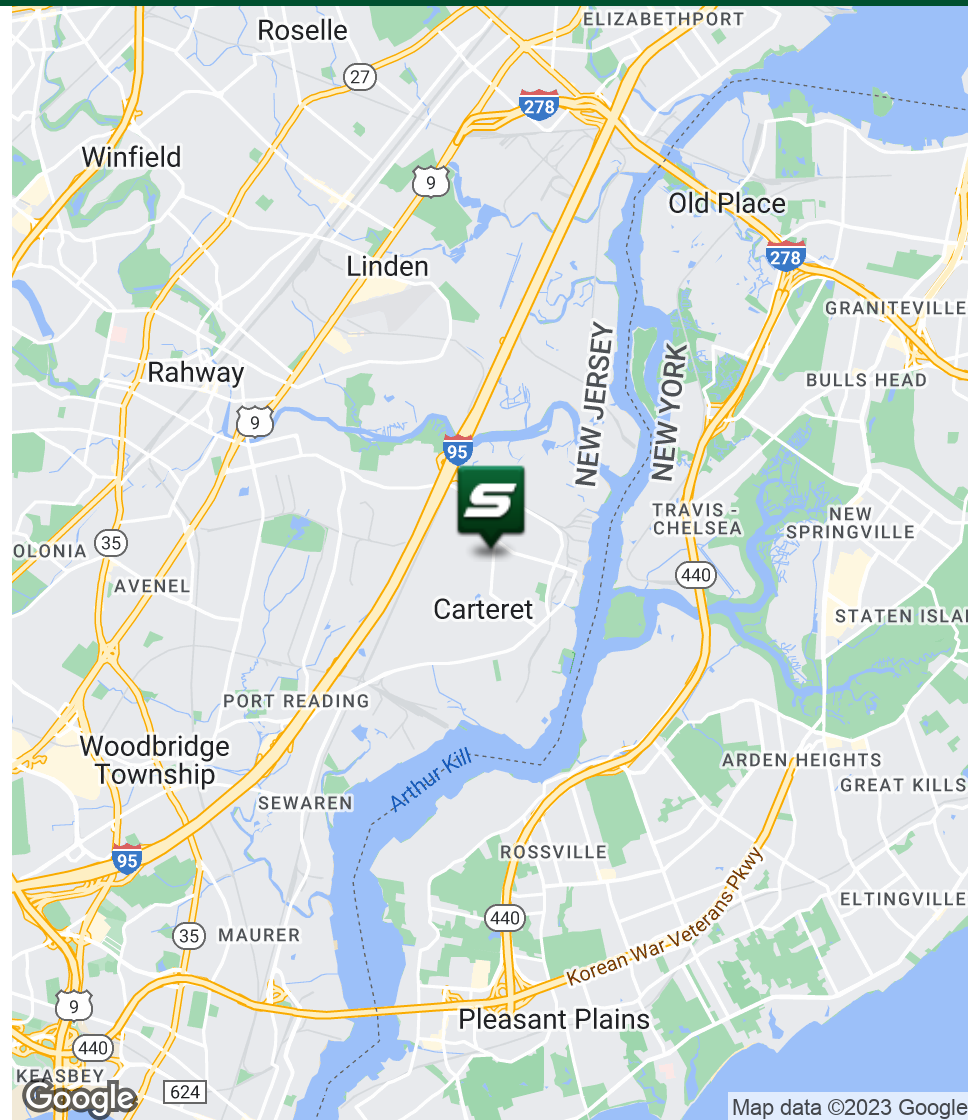 ELIZABETHPORT
Roselle
27
278
Winfield
9
Old Place
278
Linden
GRANITEVILLE
NEW JERSEY
NEW YORK
Rahway
BULLS HEAD
9
95
S
TRAVIS -
CHELSEA
NEW
SPRINGVILLE
OLONIA
35
440
AVENEL
Carteret
STATEN ISLA
PORT READING
Woodbridge
Township
Arthur Kill
ARDEN HEIGHTS
GREAT KILLS
SEWAREN
95
ROSSVILLE
Korean War Veterans Pkwy
ELTINGVILLE
440
35
MAURER
9
Pleasant Plains
440
KEASBEY
624
Google
Map data ©2023 Google